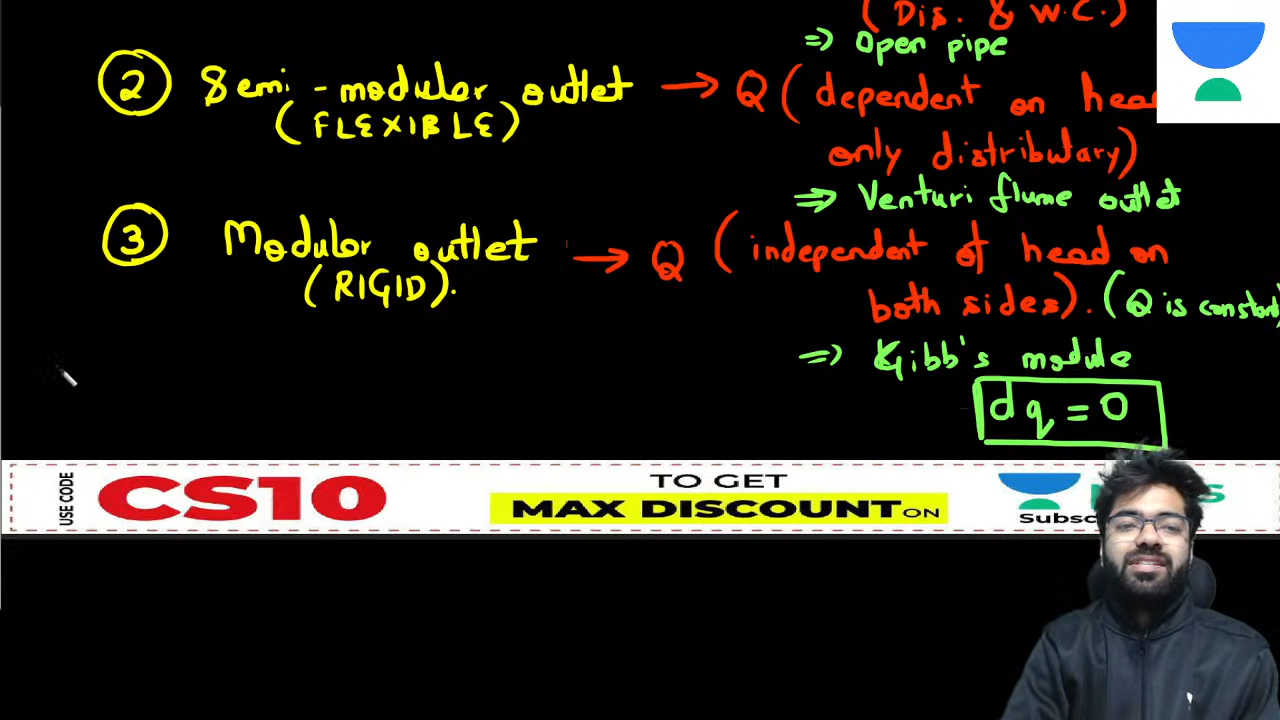 (Dis. & W.C.)
⇒ Open pipe
② Semi-modular outlet → Q (dependent on head
(FLEXIBLE)
only distributary)
⇒ Venturi flume outlet
③ Modular outlet → Q (independent of head on
(RIGID).
both sides). (Q is constant)
⇒ Gibb's module
dq = 0
USE CODE
CS10
TO GET
MAX DISCOUNT ON